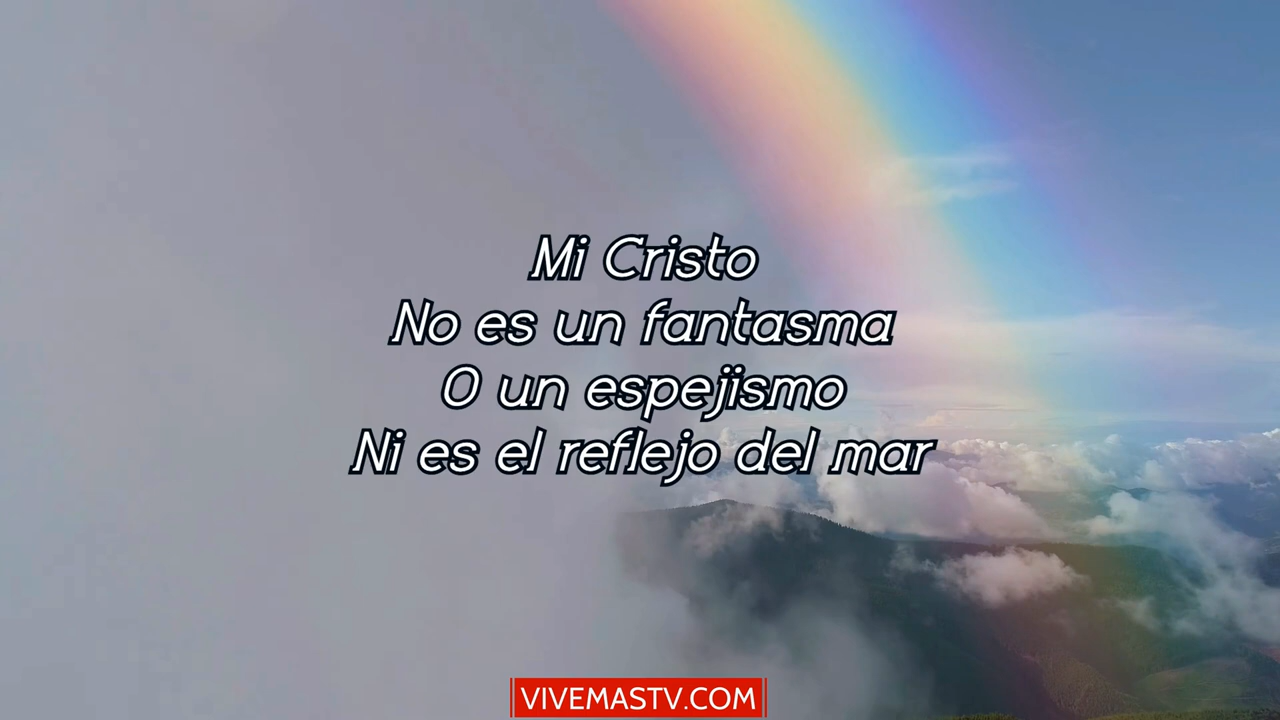 Mi Cristo
No es un fantasma
O un espejismo
Ni es el reflejo del mar
VIVEMASTV.COM